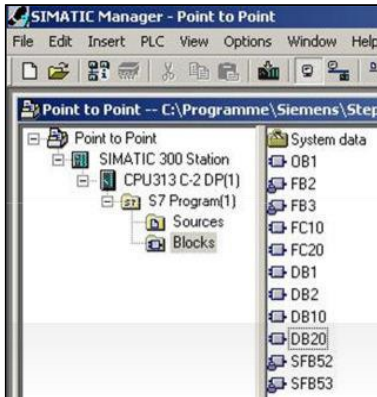 SIMATIC Manager - Point to Point
File Edit Insert PLC View Options Window Help
Point to Point -- C:\Programme\Siemens\Step
Point to Point
SIMATIC 300 Station
CPU313 C-2 DP(1)
S7 Program(1)
Sources
Blocks
System data
OB1
FB2
FB3
FC10
FC20
DB1
DB2
DB10
DB20
SFB52
SFB53